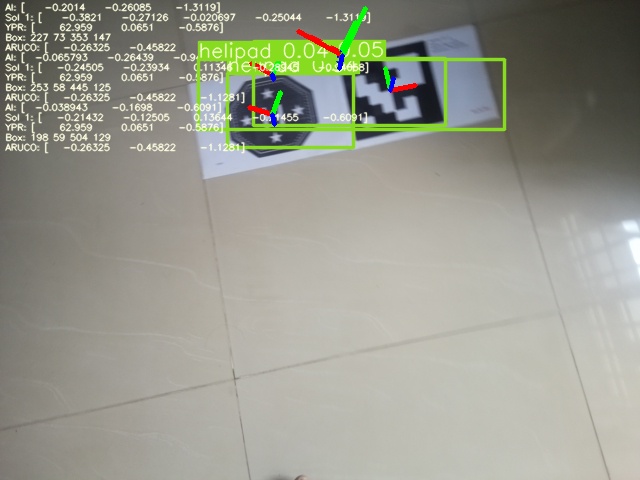 AI: [ -0.2014 -0.26085 -1.3119]
Sol 1: [ -0.3821 -0.27126 -0.020697 -0.25044 -1.3119]
YPR: [ 62.959 0.0651 -0.5876]
Box: 227 73 353 147
helipad
ARUCO: [ -0.26325 -0.45822
AI: [ -0.065793 -0.26439
Sol 1: [ -0.24505 -0.23934
YPR: [ 62.959 0.0651 -0.5876]
Box: 253 58 445 125
ARUCO: [ -0.26325 -0.45822 -1.1281]
AI: [ -0.038943 -0.1698 -0.6091]
Sol 1: [ -0.21432 -0.12505 0.13644 -0.6091]
YPR: [ 62.959 0.0651 -0.5876]
Box: 198 59 504 129
ARUCO: [ -0.26325 -0.45822 -1.1281]